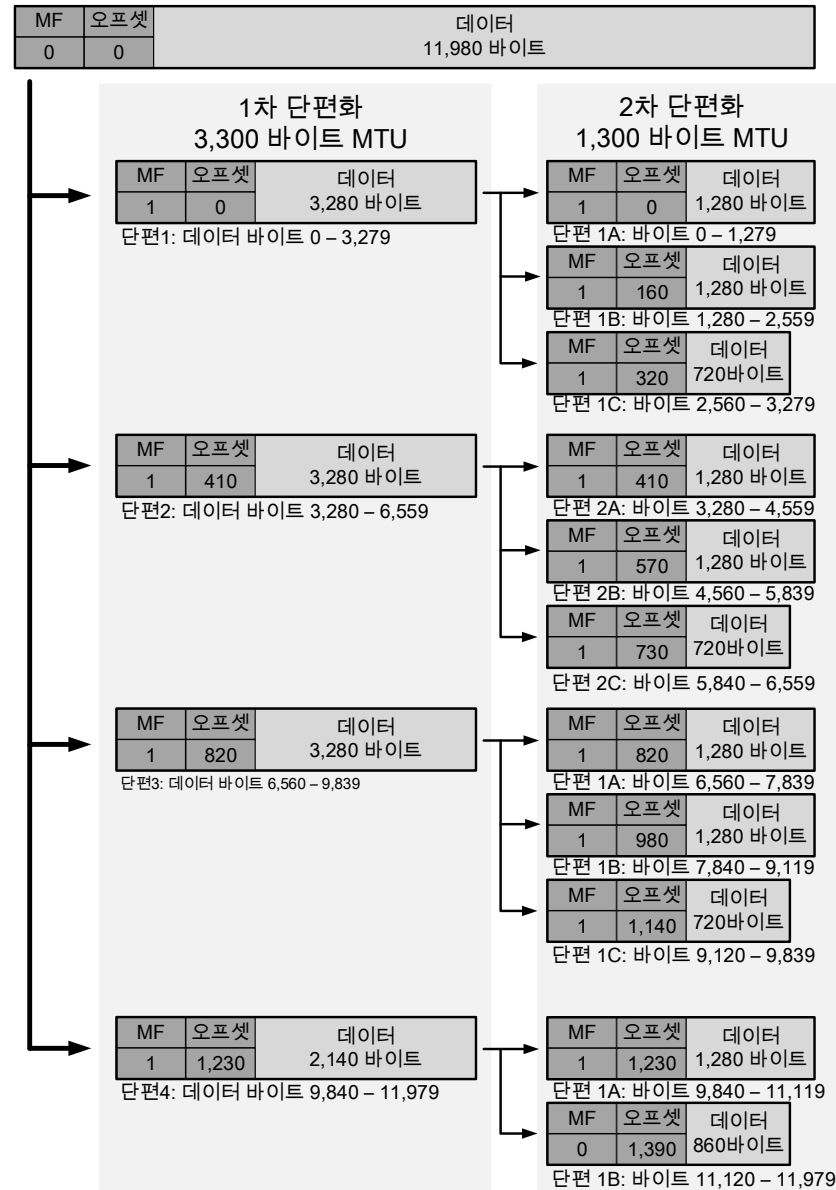 MF 오프셋 데이터
0 0 11,980 바이트
1차 단편화
3,300 바이트 MTU
2차 단편화
1,300 바이트 MTU
MF 오프셋 데이터
1 0 3,280 바이트
단편1: 데이터 바이트 0 – 3,279
MF 오프셋 데이터
1 0 1,280 바이트
단편 1A: 바이트 0 – 1,279
MF 오프셋 데이터
1 160 1,280 바이트
단편 1B: 바이트 1,280 – 2,559
MF 오프셋 데이터
1 320 720바이트
단편 1C: 바이트 2,560 – 3,279
MF 오프셋 데이터
1 410 3,280 바이트
단편2: 데이터 바이트 3,280 – 6,559
MF 오프셋 데이터
1 410 1,280 바이트
단편 2A: 바이트 3,280 – 4,559
MF 오프셋 데이터
1 570 1,280 바이트
단편 2B: 바이트 4,560 – 5,839
MF 오프셋 데이터
1 730 720바이트
단편 2C: 바이트 5,840 – 6,559
MF 오프셋 데이터
1 820 3,280 바이트
단편3: 데이터 바이트 6,560 – 9,839
MF 오프셋 데이터
1 820 1,280 바이트
단편 1A: 바이트 6,560 – 7,839
MF 오프셋 데이터
1 980 1,280 바이트
단편 1B: 바이트 7,840 – 9,119
MF 오프셋 데이터
1 1,140 720바이트
단편 1C: 바이트 9,120 – 9,839
MF 오프셋 데이터
1 1,230 2,140 바이트
단편4: 데이터 바이트 9,840 – 11,979
MF 오프셋 데이터
1 1,230 1,280 바이트
단편 1A: 바이트 9,840 – 11,119
MF 오프셋 데이터
0 1,390 860바이트
단편 1B: 바이트 11,120 – 11,979